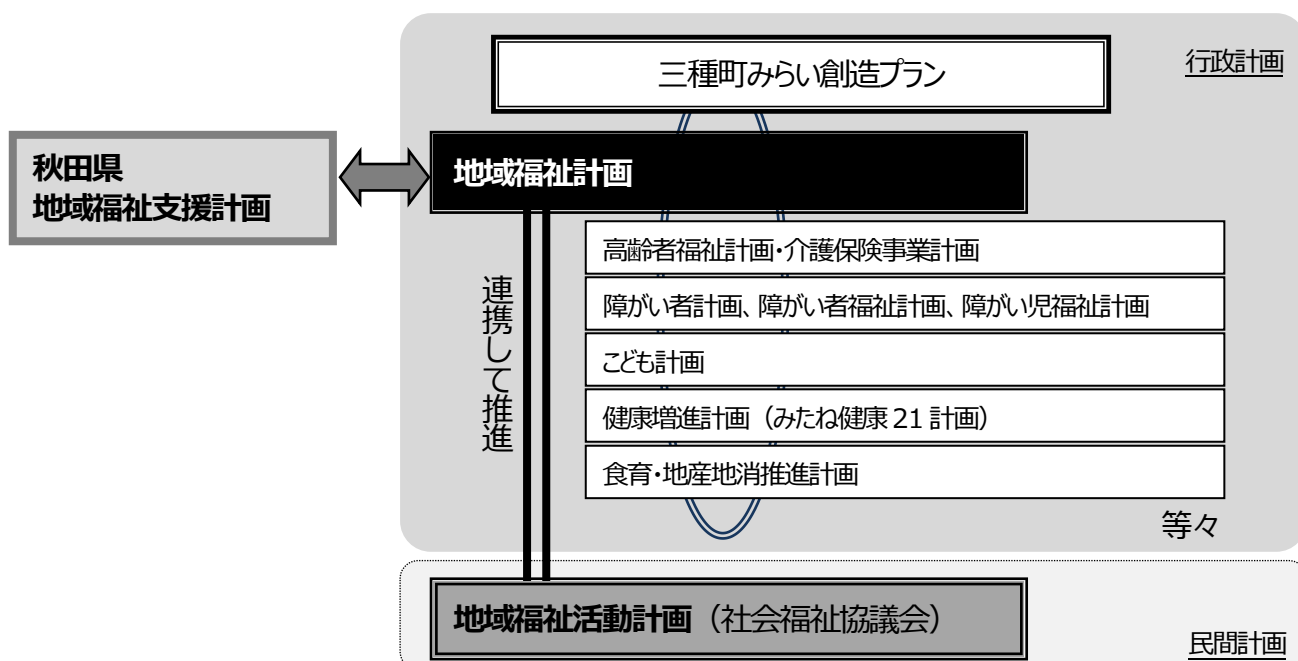 三種町みらい創造プラン
行政計画
秋田県
地域福祉支援計画
地域福祉計画
高齢者福祉計画・介護保険事業計画
障がい者計画、障がい者福祉計画、障がい児福祉計画
こども計画
健康増進計画（みたね健康21計画）
食育・地産地消推進計画
等々
連携して推進
地域福祉活動計画（社会福祉協議会）
民間計画